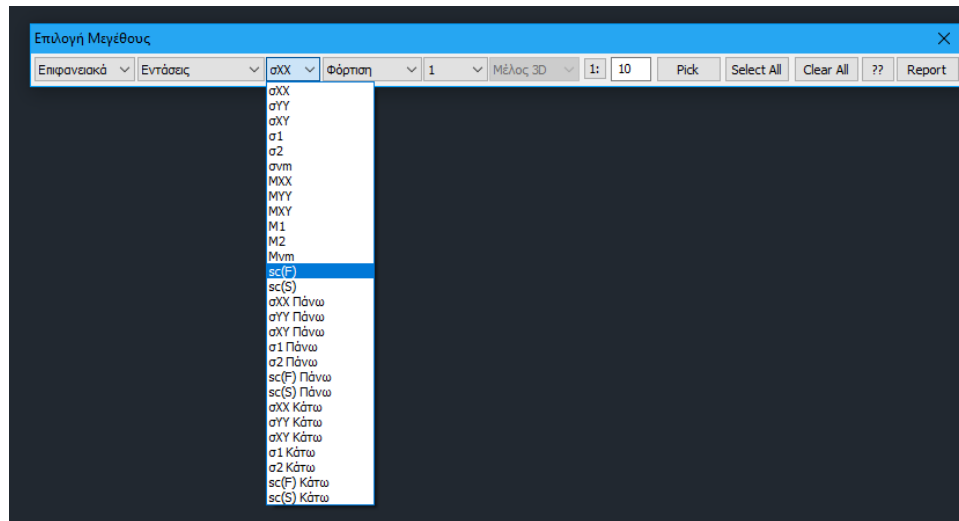 Επιλογή Μεγέθους
Επιφανειακά Εντάσεις σXX Φόρτιση 1 Μέλος 3D 1: 10 Pick Select All Clear All ?? Report
σXX
σYY
σXY
σ1
σ2
σvm
MXX
MYY
MXY
M1
M2
Mvm
sc(F)
sc(S)
σXX Πάνω
σYY Πάνω
σXY Πάνω
σ1 Πάνω
σ2 Πάνω
sc(F) Πάνω
sc(S) Πάνω
σXX Κάτω
σYY Κάτω
σXY Κάτω
σ1 Κάτω
σ2 Κάτω
sc(F) Κάτω
sc(S) Κάτω